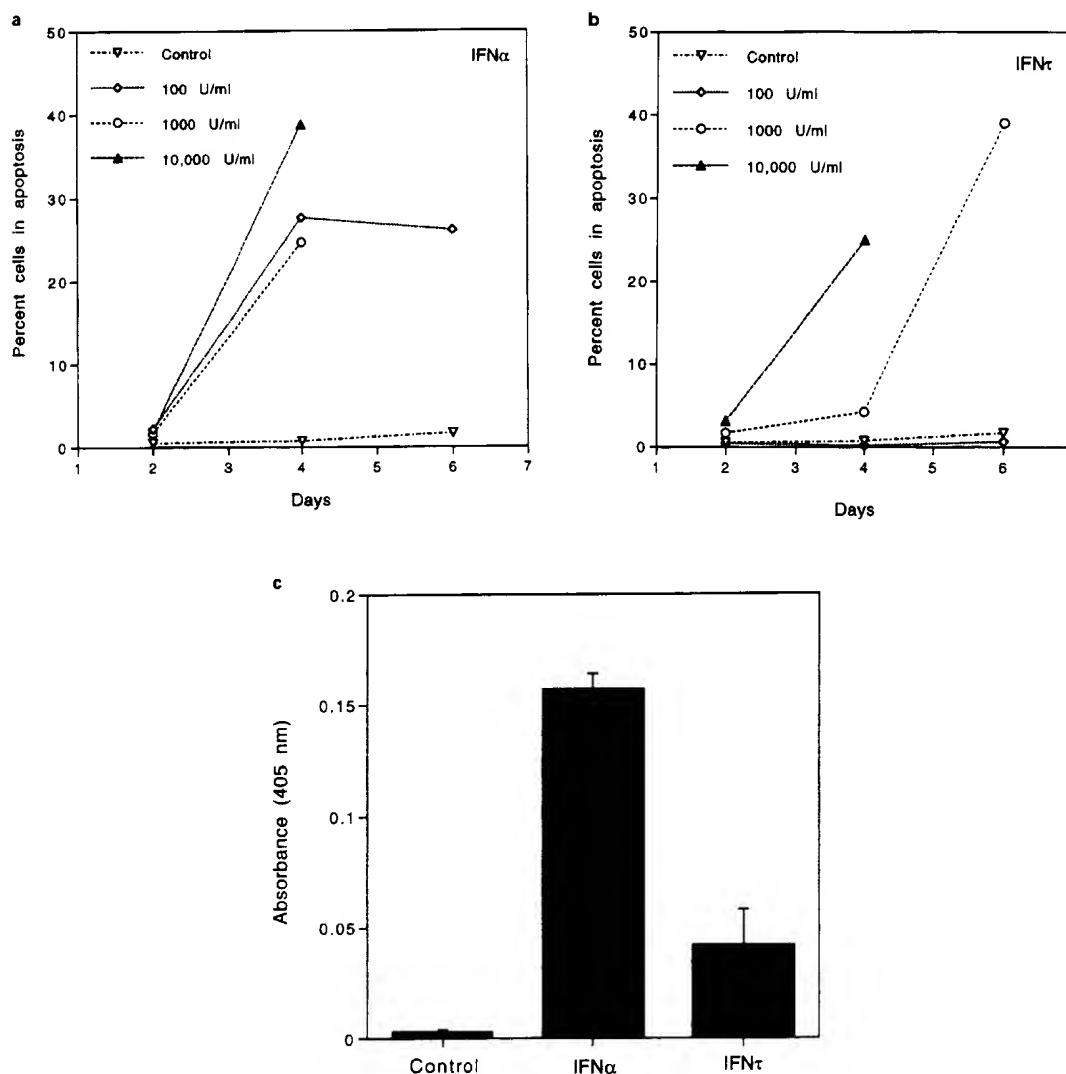 a
50
40
30
20
10
0
Control
100 U/ml
1000 U/ml
10,000 U/ml
IFNα
Percent cells in apoptosis
1 2 3 4 5 6 7
Days
b
50
40
30
20
10
0
Control
100 U/ml
1000 U/ml
10,000 U/ml
IFNτ
Percent cells in apoptosis
1 2 3 4 5 6
Days
c
0.2
0.15
0.1
0.05
0
Absorbance (405 nm)
Control IFNα IFNτ